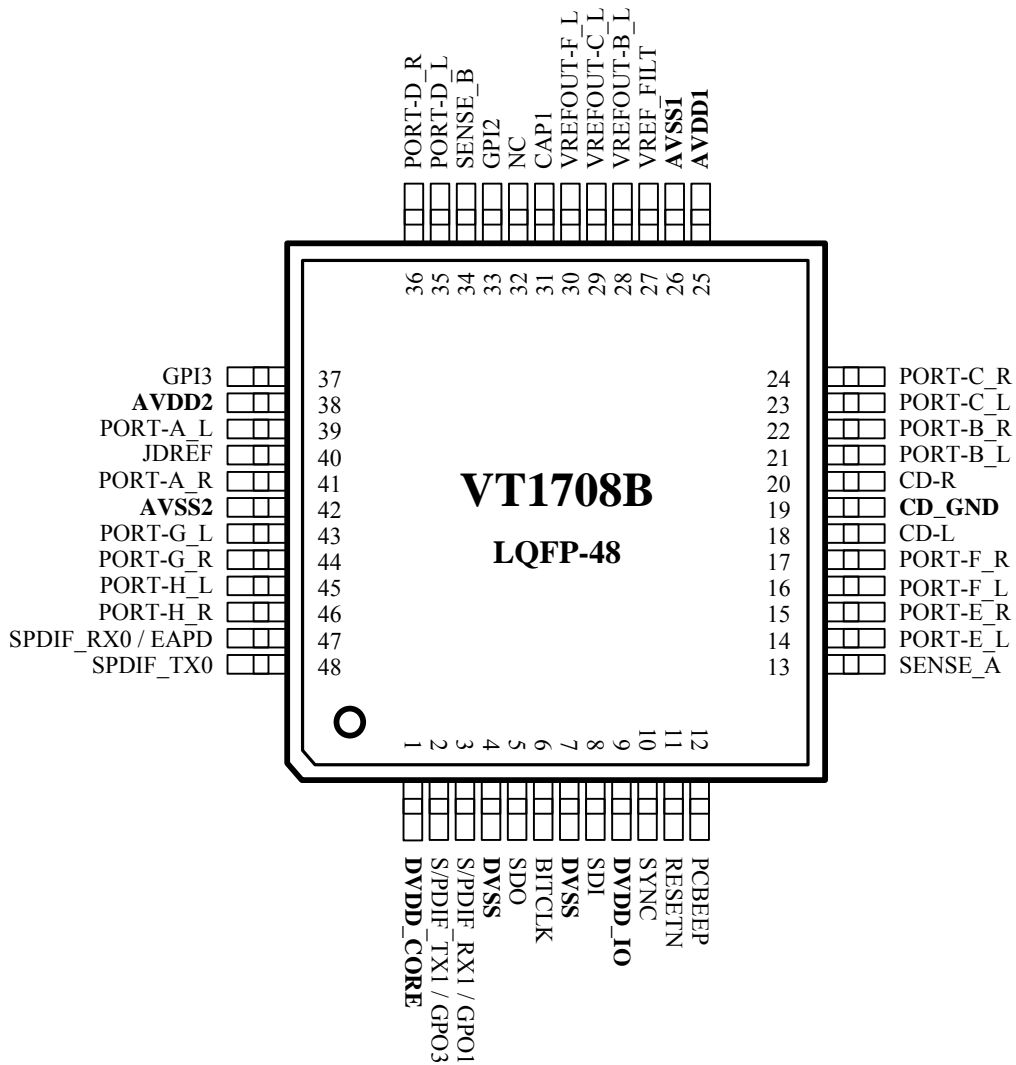 PORT-D_R
PORT-D_L
SENSE_B
GPI2
NC
CAP1
VREFOUT-F_L
VREFOUT-C_L
VREFOUT-B_L
VREF_FILT
AVSS1
AVDD1
36
35
34
33
32
31
30
29
28
27
26
25
GPI3
AVDD2
PORT-A_L
JDREF
PORT-A_R
AVSS2
PORT-G_L
PORT-G_R
PORT-H_L
PORT-H_R
SPDIF_RX0 / EAPD
SPDIF_TX0
37
38
39
40
41
42
43
44
45
46
47
48
VT1708B
LQFP-48
24
23
22
21
20
19
18
17
16
15
14
13
PORT-C_R
PORT-C_L
PORT-B_R
PORT-B_L
CD-R
CD_GND
CD-L
PORT-F_R
PORT-F_L
PORT-E_R
PORT-E_L
SENSE_A
1
2
3
4
5
6
7
8
9
10
11
12
DVDD_CORE
S/PDIF_TX1 / GPO3
S/PDIF_RX1 / GPO1
DVSS
SDO
BITCLK
DVSS
SDI
DVDD_IO
SYNC
RESETN
PCBEEP